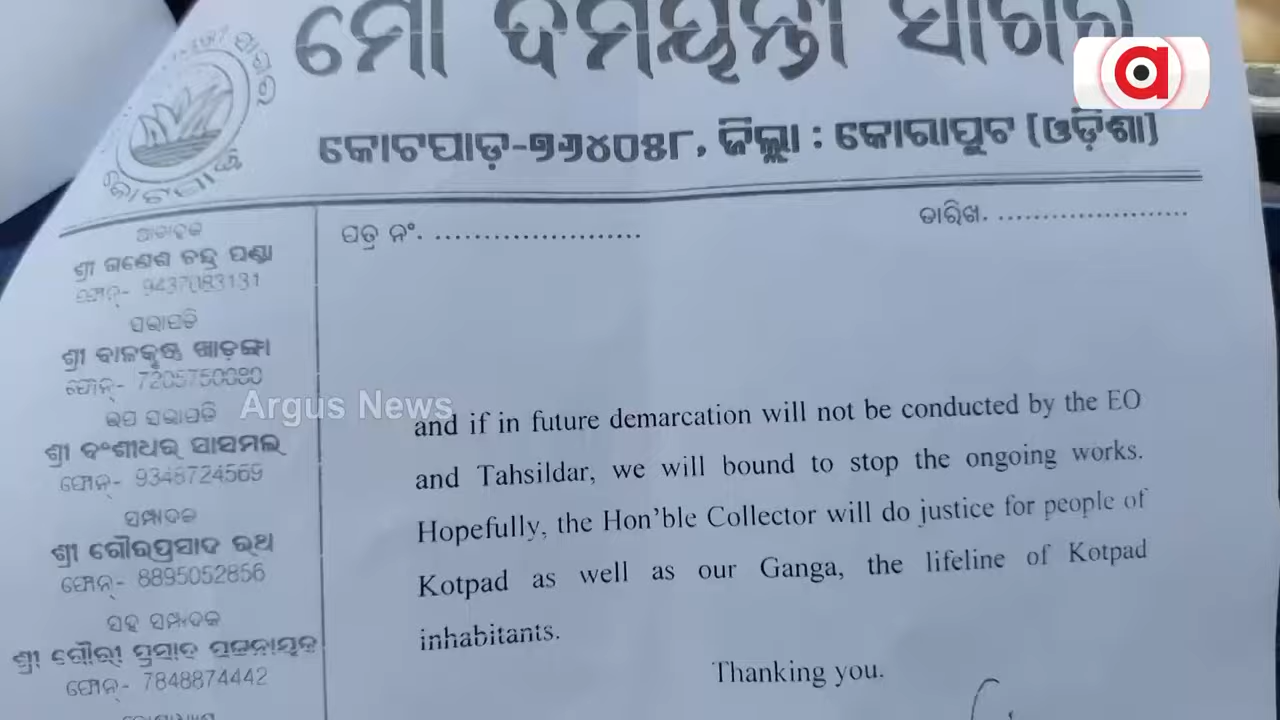 ମୋ ଦମୟନ୍ତୀ ସାଗର
କୋଟପାଡ଼-୭୬୪୦୫୮, ଜିଲ୍ଲା : କୋରାପୁଟ (ଓଡ଼ିଶା)
ପତ୍ର ନଂ. ......................
ତାରିଖ. ......................
ଆବାହକ
ଶ୍ରୀ ଗଣେଶ ଚନ୍ଦ୍ର ପଣ୍ଡା
ଫୋନ୍- 9437083131
ସଭାପତି
ଶ୍ରୀ ବାଳକୃଷ୍ଣ ଖାଡ଼ଙ୍ଗା
ଫୋନ୍- 7205750080
ଉପ ସଭାପତି
ଶ୍ରୀ ବଂଶୀଧର ସାସମଲ
ଫୋନ୍- 9348724569
ସମ୍ପାଦକ
ଶ୍ରୀ ଗୌରପ୍ରସାଦ ରଥ
ଫୋନ୍- 8895052856
ସହ ସମ୍ପାଦକ
ଶ୍ରୀ ଗୌରୀ ପ୍ରସାଦ ପଟ୍ଟନାୟକ
ଫୋନ୍- 7848874442
Argus News
and if in future demarcation will not be conducted by the EO
and Tahsildar, we will bound to stop the ongoing works.
Hopefully, the Hon'ble Collector will do justice for people of
Kotpad as well as our Ganga, the lifeline of Kotpad
inhabitants.
Thanking you.